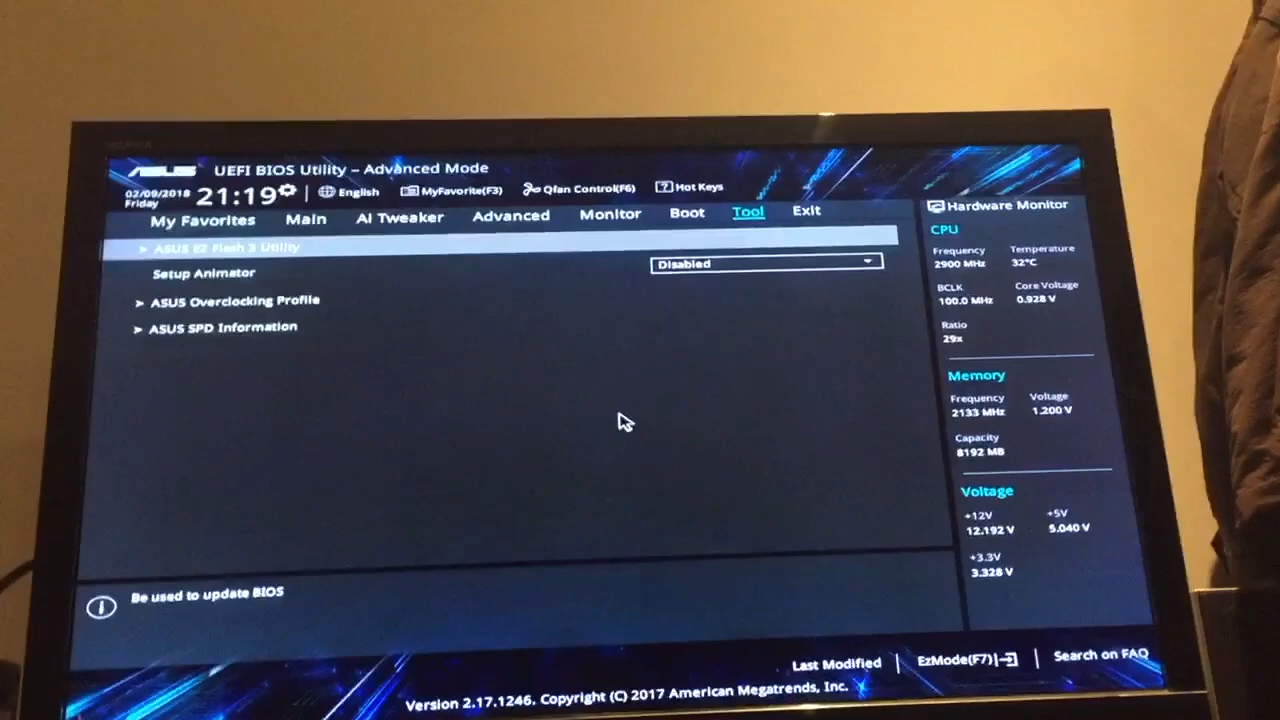 ASUS UEFI BIOS Utility – Advanced Mode
02/09/2018 Friday 21:19 English MyFavorite(F3) Qfan Control(F6) ? Hot Keys
My Favorites Main Ai Tweaker Advanced Monitor Boot Tool Exit
> ASUS EZ Flash 3 Utility
Setup Animator Disabled
> ASUS Overclocking Profile
> ASUS SPD Information
Hardware Monitor
CPU
Frequency Temperature
2900 MHz 32°C
BCLK Core Voltage
100.0 MHz 0.928 V
Ratio
29x
Memory
Frequency Voltage
2133 MHz 1.200 V
Capacity
8192 MB
Voltage
+12V +5V
12.192 V 5.040 V
+3.3V
3.328 V
i Be used to update BIOS
Last Modified EzMode(F7) Search on FAQ
Version 2.17.1246. Copyright (C) 2017 American Megatrends, Inc.